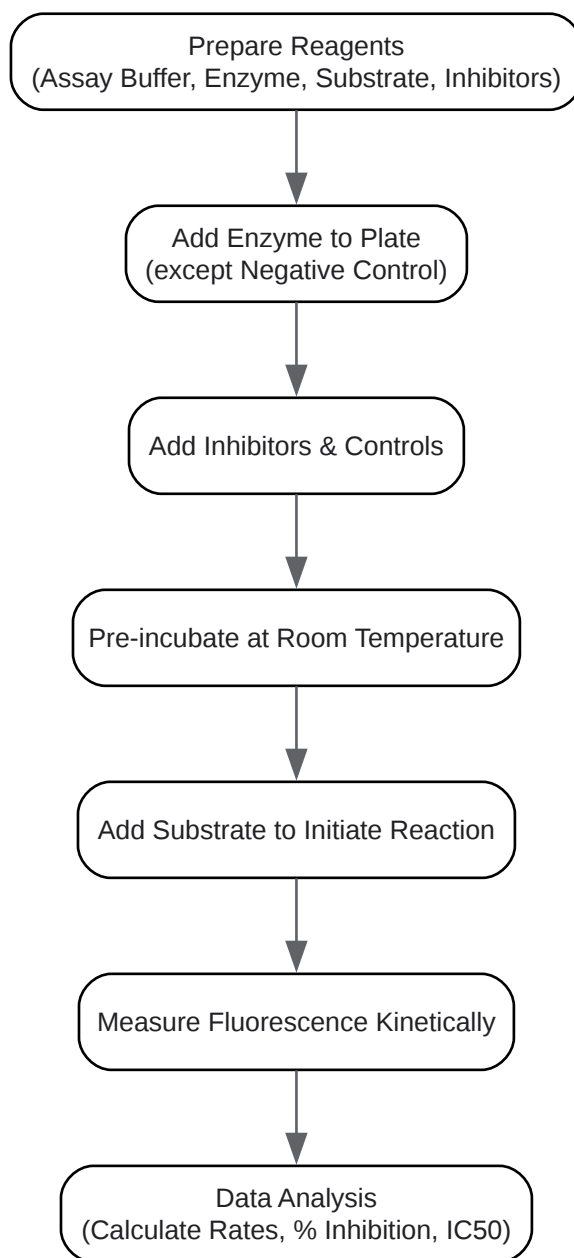 Prepare Reagents
(Assay Buffer, Enzyme, Substrate, Inhibitors)
Add Enzyme to Plate
(except Negative Control)
Add Inhibitors & Controls
Pre-incubate at Room Temperature
Add Substrate to Initiate Reaction
Measure Fluorescence Kinetically
Data Analysis
(Calculate Rates, % Inhibition, IC50)